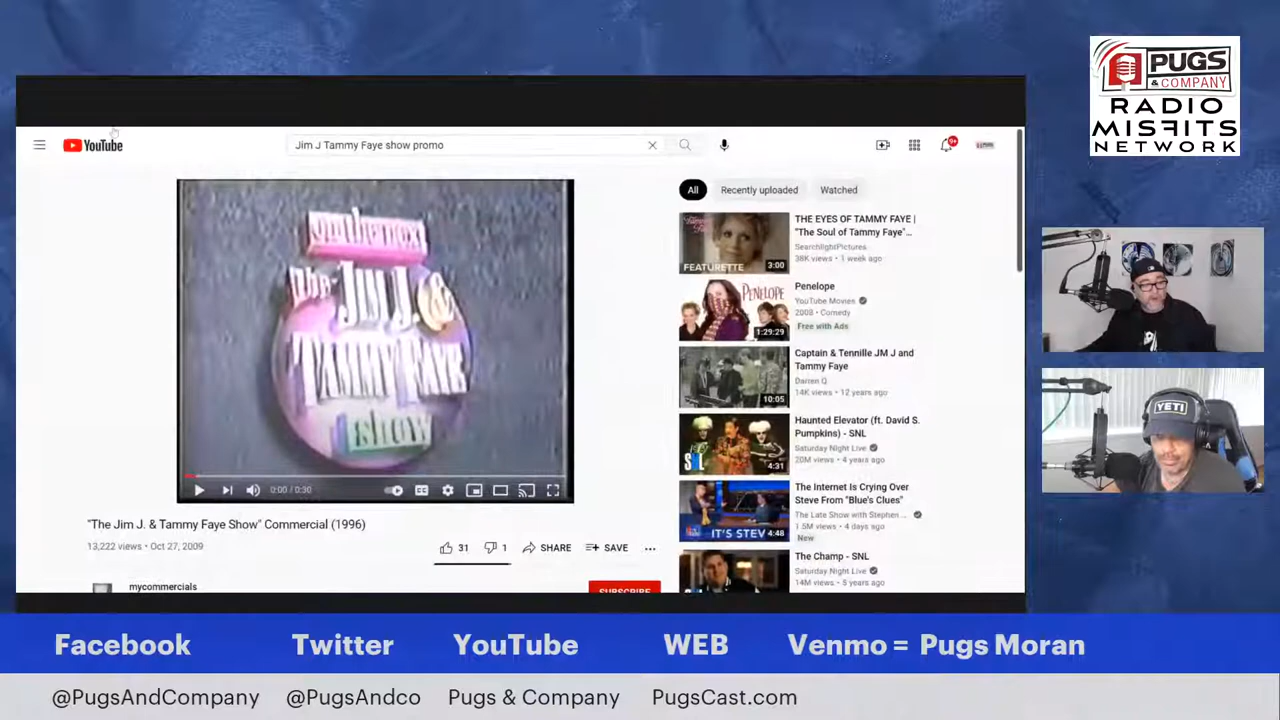 PUGS
& COMPANY
RADIO
MISFITS
NETWORK
YouTube
Jim J Tammy Faye show promo
9+
on the next
The JM J. &
TAMMY FAYE
show
0:00 / 0:30
"The Jim J. & Tammy Faye Show" Commercial (1996)
13,222 views • Oct 27, 2009
31
1
SHARE
SAVE
mycommercials
SUBSCRIBE
All
Recently uploaded
Watched
FEATURETTE
3:00
THE EYES OF TAMMY FAYE |
"The Soul of Tammy Faye"...
SearchlightPictures
38K views • 1 week ago
PENELOPE
1:29:29
Penelope
YouTube Movies
2008 • Comedy
Free with Ads
10:05
Captain & Tennille JM J and
Tammy Faye
Darren Q
14K views • 12 years ago
4:31
Haunted Elevator (ft. David S.
Pumpkins) - SNL
Saturday Night Live
20M views • 4 years ago
IT'S STEV
4:48
The Internet Is Crying Over
Steve From "Blue's Clues"
The Late Show with Stephen ...
1.5M views • 4 days ago
New
The Champ - SNL
Saturday Night Live
14M views • 5 years ago
YETI
Facebook Twitter YouTube WEB Venmo = Pugs Moran
@PugsAndCompany @PugsAndco Pugs & Company PugsCast.com